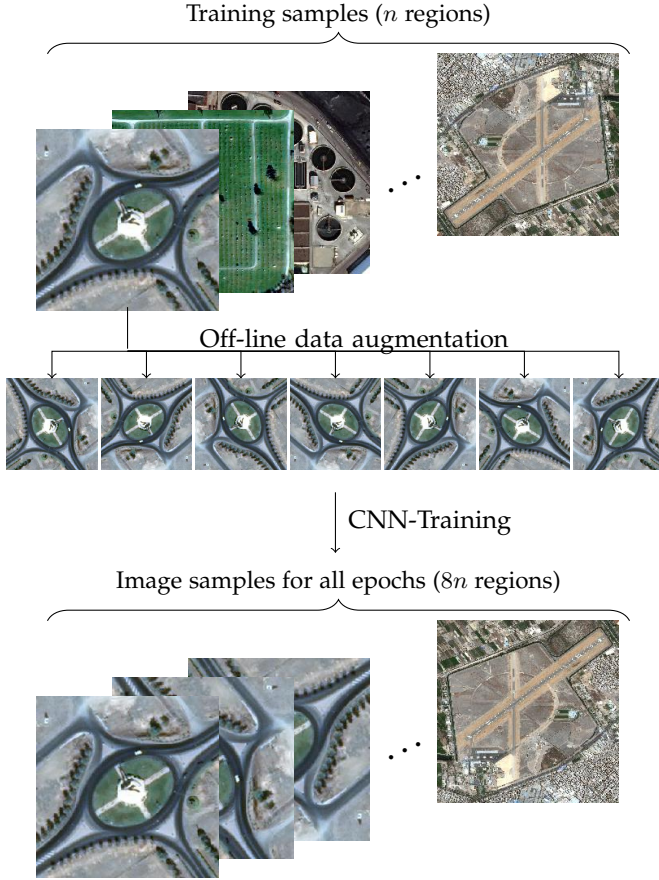 Training samples (n regions)
Off-line data augmentation
CNN-Training
Image samples for all epochs (8n regions)